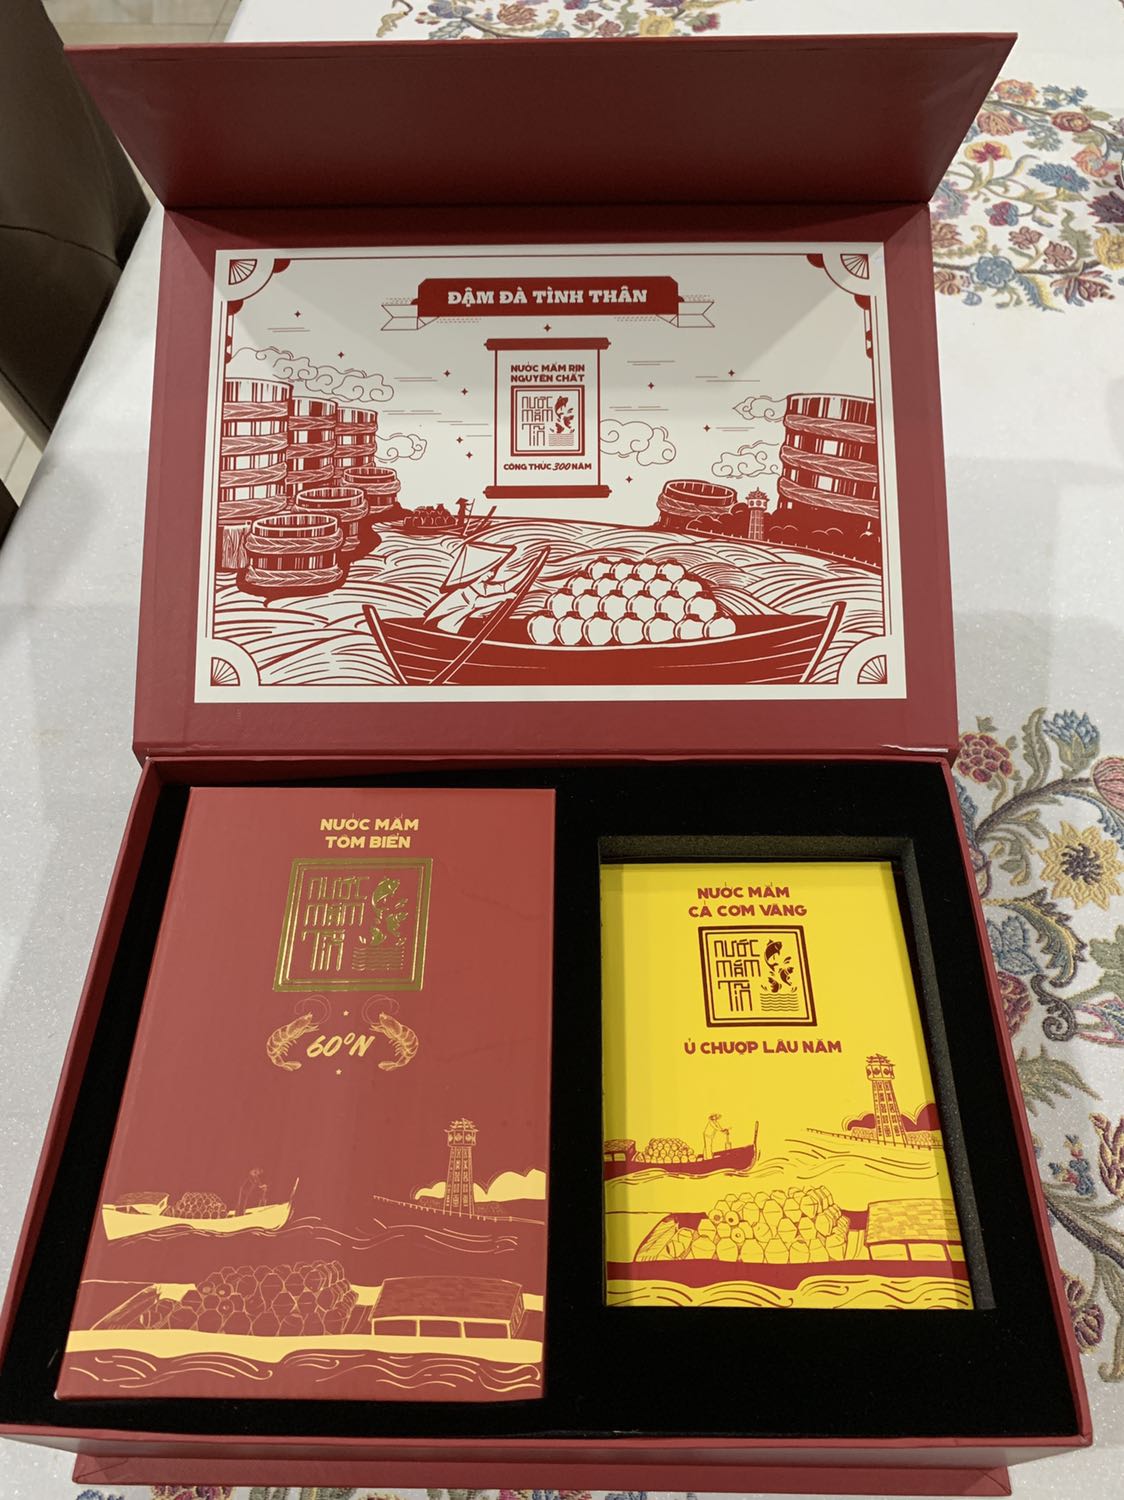 ĐẬM ĐÀ TÌNH THÂN
NƯỚC MẮM RIN
NGUYÊN CHẤT
NƯỚC
MẮM
TĨN
CÔNG THỨC 300 NĂM
NƯỚC MẮM
TÔM BIỂN
NƯỚC
MẮM
TĨN
60°N
NƯỚC MẮM
CÁ CƠM VÀNG
NƯỚC
MẮM
TĨN
Ủ CHƯỢP LÂU NĂM